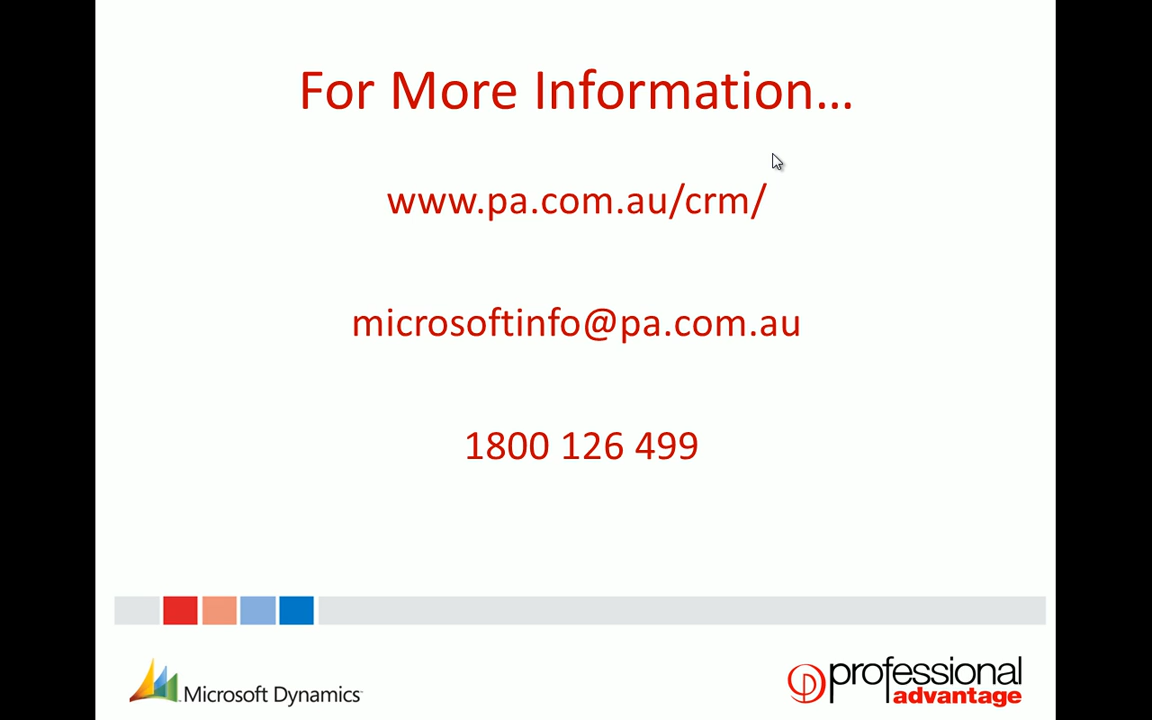 For More Information...
www.pa.com.au/crm/
microsoftinfo@pa.com.au
1800 126 499
Microsoft Dynamics
professional
advantage